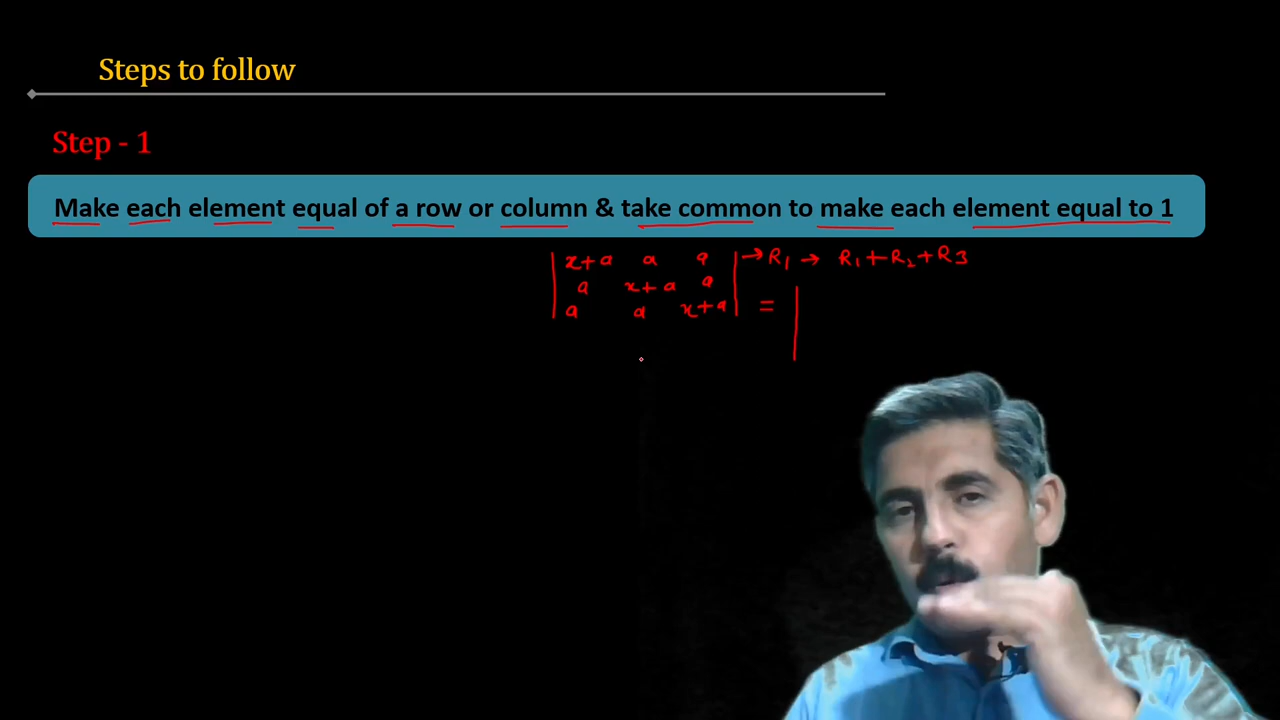 Steps to follow
Step - 1
Make each element equal of a row or column & take common to make each element equal to 1
| x+a a a | → R₁ → R₁ + R₂ + R₃
a x+a a
a a x+a = |